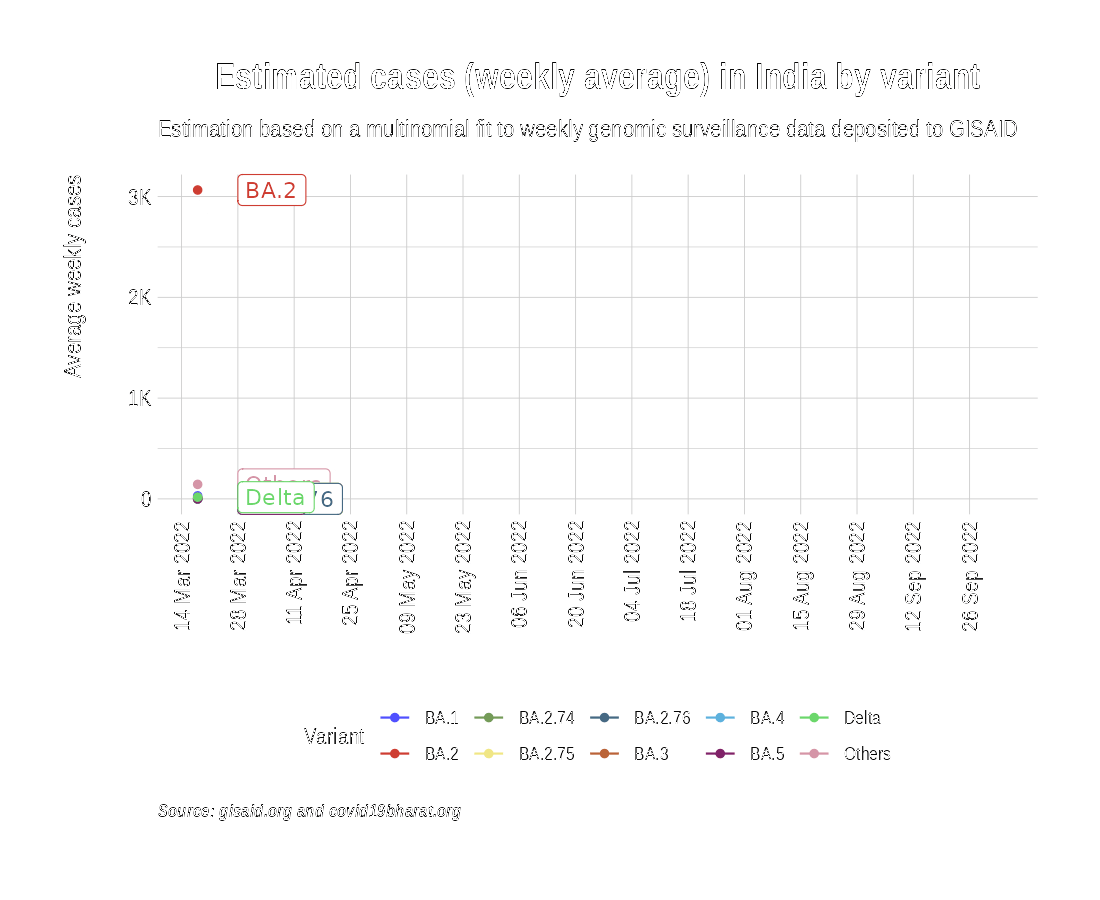 Estimated cases (weekly average) in India by variant
Estimation based on a multinomial fit to weekly genomic surveillance data deposited to GISAID
Average weekly cases
3K
2K
1K
0
BA.2
Others
76
Delta
14 Mar 2022
28 Mar 2022
11 Apr 2022
25 Apr 2022
09 May 2022
23 May 2022
06 Jun 2022
20 Jun 2022
04 Jul 2022
18 Jul 2022
01 Aug 2022
15 Aug 2022
29 Aug 2022
12 Sep 2022
26 Sep 2022
Variant
BA.1 BA.2.74 BA.2.76 BA.4 Delta
BA.2 BA.2.75 BA.3 BA.5 Others
Source: gisaid.org and covid19bharat.org